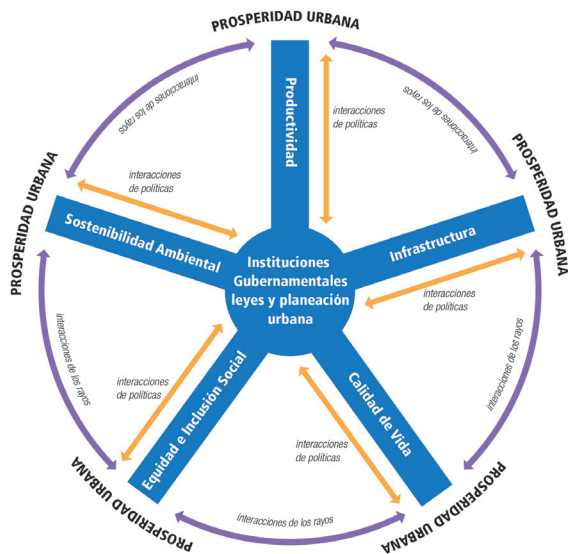 PROSPERIDAD URBANA
interacciones de los rayos
interacciones de los rayos
Productividad
interacciones
de políticas
PROSPERIDAD URBANA
PROSPERIDAD URBANA
interacciones
de políticas
Sostenibilidad Ambiental
Infrastructura
Instituciones
Gubernamentales
leyes y planeación
urbana
interacciones
de políticas
interacciones de los rayos
interacciones de los rayos
interacciones
de políticas
Equidad e Inclusión Social
Calidad de Vida
interacciones
de políticas
PROSPERIDAD URBANA
PROSPERIDAD URBANA
interacciones de los rayos